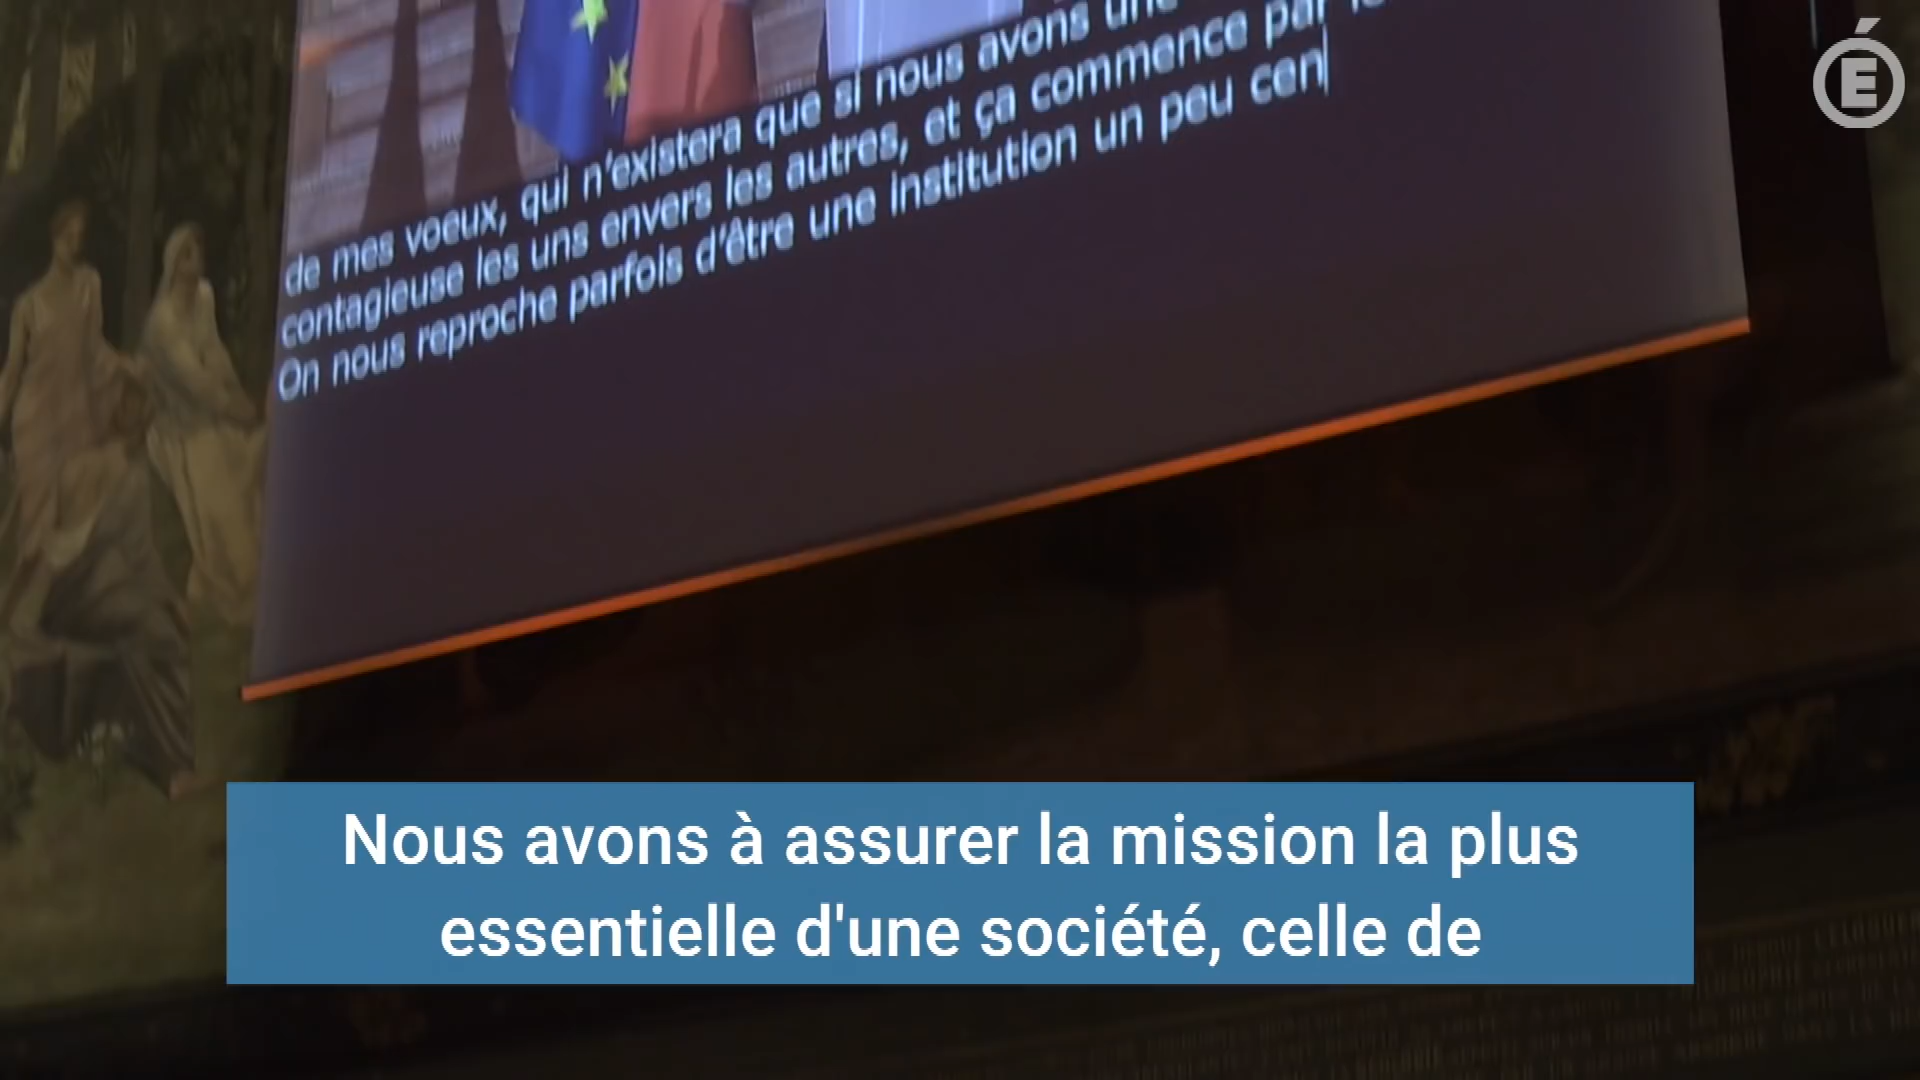 É
de mes voeux, qui n'existera que si nous avons une
contagieuse les uns envers les autres, et ça commence par
On nous reproche parfois d'être une institution un peu cen
Nous avons à assurer la mission la plus
essentielle d'une société, celle de